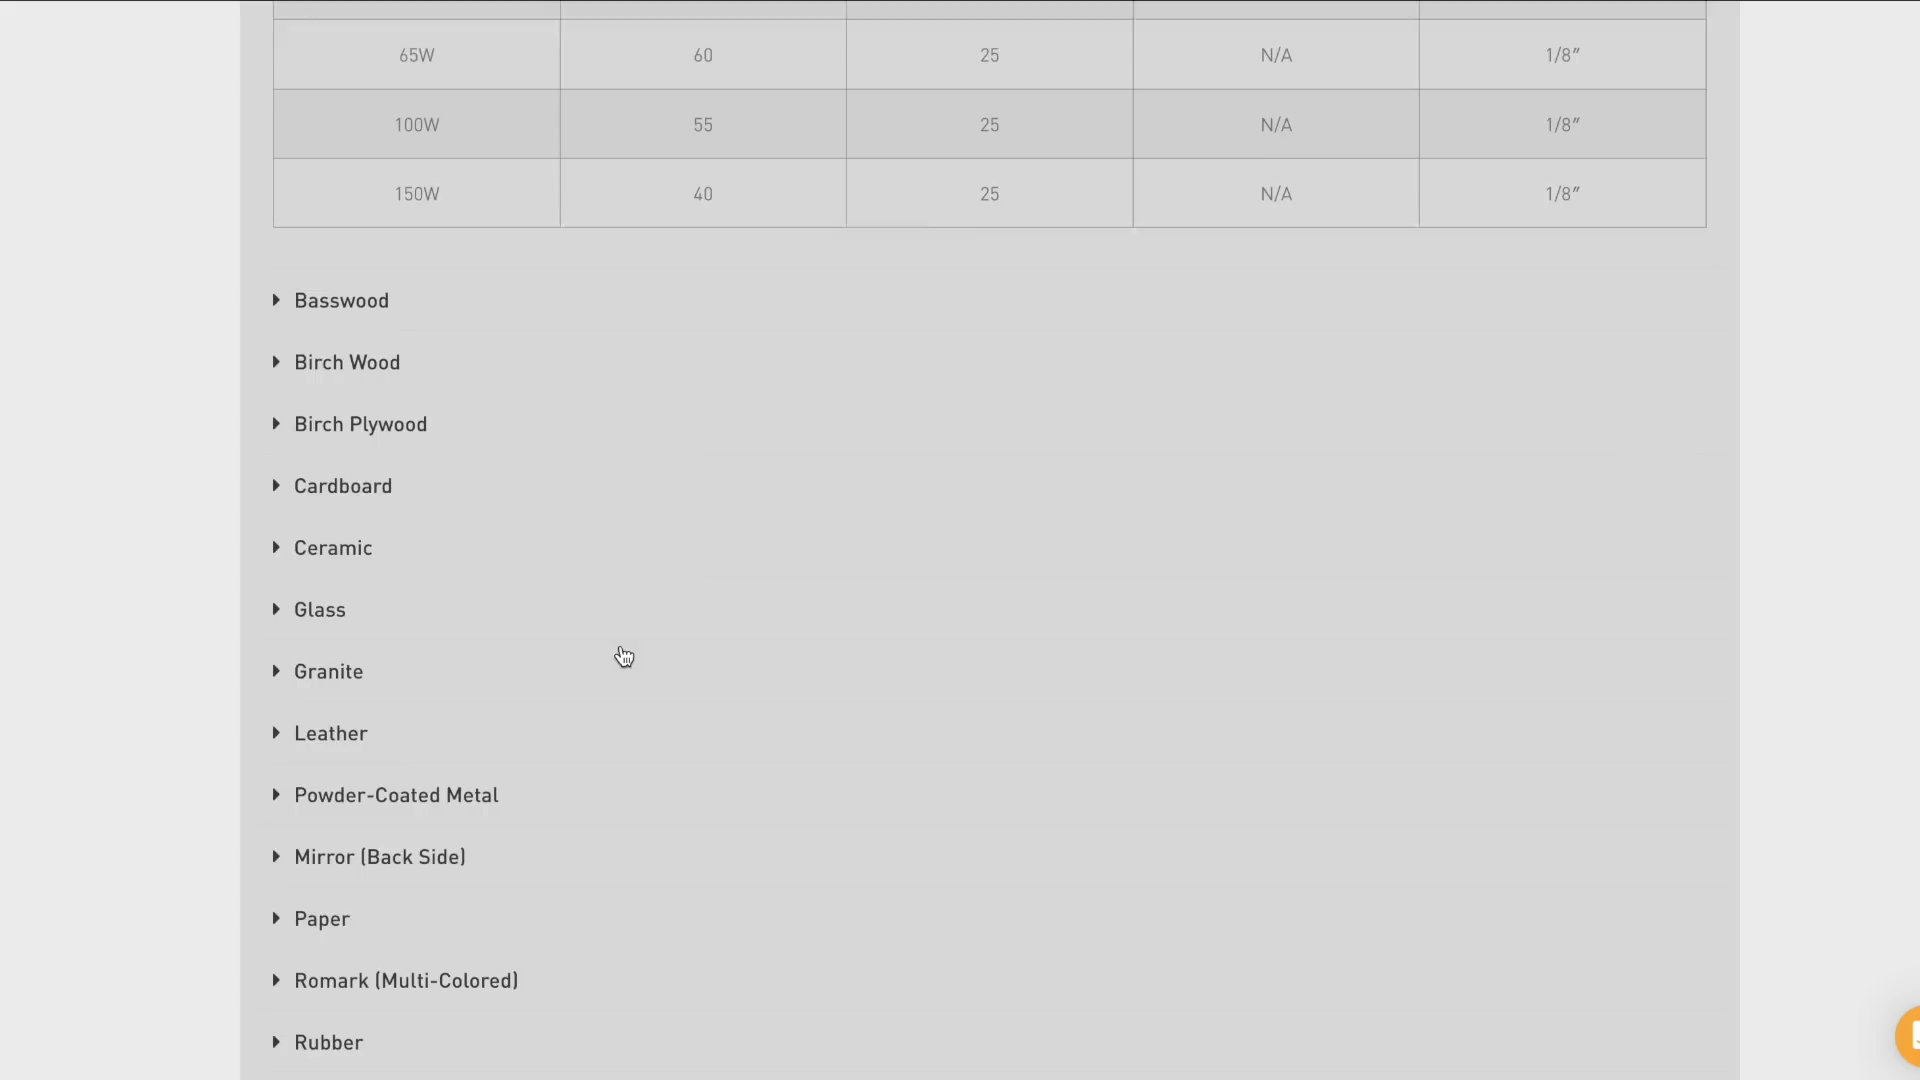 65W 60 25 N/A 1/8″
100W 55 25 N/A 1/8″
150W 40 25 N/A 1/8″
Basswood
Birch Wood
Birch Plywood
Cardboard
Ceramic
Glass
Granite
Leather
Powder-Coated Metal
Mirror (Back Side)
Paper
Romark (Multi-Colored)
Rubber